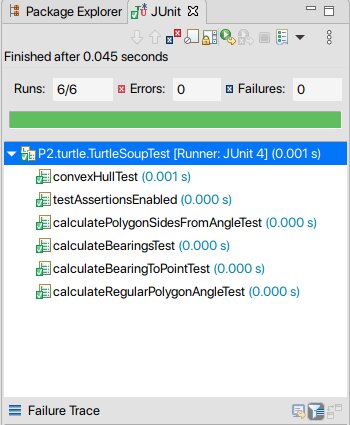 Package Explorer JUnit
Finished after 0.045 seconds
Runs: 6/6 Errors: 0 Failures: 0
P2.turtle.TurtleSoupTest [Runner: JUnit 4] (0.001 s)
convexHullTest (0.001 s)
testAssertionsEnabled (0.000 s)
calculatePolygonSidesFromAngleTest (0.000 s)
calculateBearingsTest (0.000 s)
calculateBearingToPointTest (0.000 s)
calculateRegularPolygonAngleTest (0.000 s)
Failure Trace